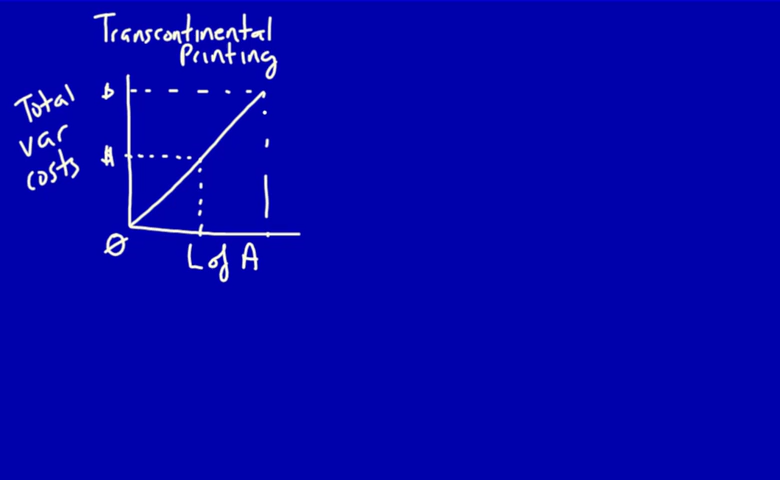 Transcontinental
Printing
Total
var
costs
$
$
0
L of A